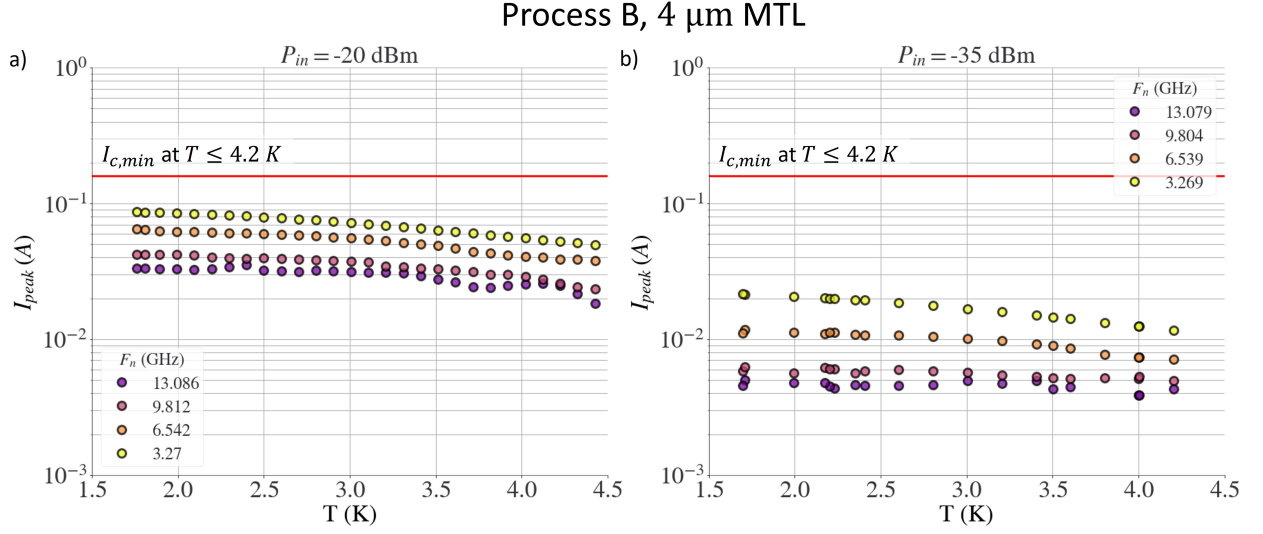 Process B, 4 μm MTL
a)
P_in = -20 dBm
I_c,min at T ≤ 4.2 K
10^0
10^−1
10^−2
10^−3
I_peak (A)
F_n (GHz)
13.086
9.812
6.542
3.27
1.5 2.0 2.5 3.0 3.5 4.0 4.5
T (K)
b)
P_in = -35 dBm
F_n (GHz)
13.079
9.804
6.539
3.269
I_c,min at T ≤ 4.2 K
10^0
10^−1
10^−2
10^−3
I_peak (A)
1.5 2.0 2.5 3.0 3.5 4.0 4.5
T (K)